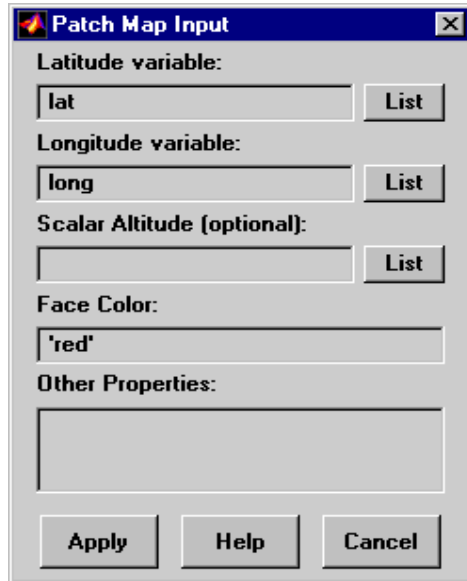 Patch Map Input
Latitude variable:
lat List
Longitude variable:
long List
Scalar Altitude (optional):
List
Face Color:
'red'
Other Properties:
Apply Help Cancel